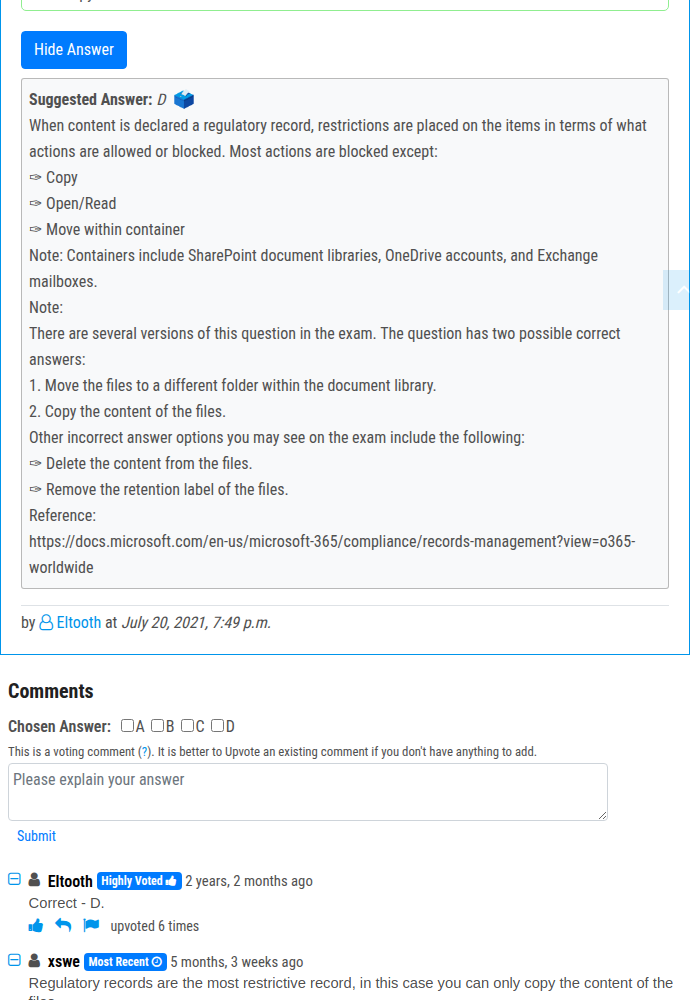 Hide Answer
Suggested Answer: D
When content is declared a regulatory record, restrictions are placed on the items in terms of what
actions are allowed or blocked. Most actions are blocked except:
✑ Copy
✑ Open/Read
✑ Move within container
Note: Containers include SharePoint document libraries, OneDrive accounts, and Exchange
mailboxes.
Note:
There are several versions of this question in the exam. The question has two possible correct
answers:
1. Move the files to a different folder within the document library.
2. Copy the content of the files.
Other incorrect answer options you may see on the exam include the following:
✑ Delete the content from the files.
✑ Remove the retention label of the files.
Reference:
https://docs.microsoft.com/en-us/microsoft-365/compliance/records-management?view=o365-
worldwide
by Eltooth at July 20, 2021, 7:49 p.m.
Comments
Chosen Answer: A B C D
This is a voting comment (?). It is better to Upvote an existing comment if you don't have anything to add.
Please explain your answer
Submit
Eltooth Highly Voted 2 years, 2 months ago
Correct - D.
upvoted 6 times
xswe Most Recent 5 months, 3 weeks ago
Regulatory records are the most restrictive record, in this case you can only copy the content of the